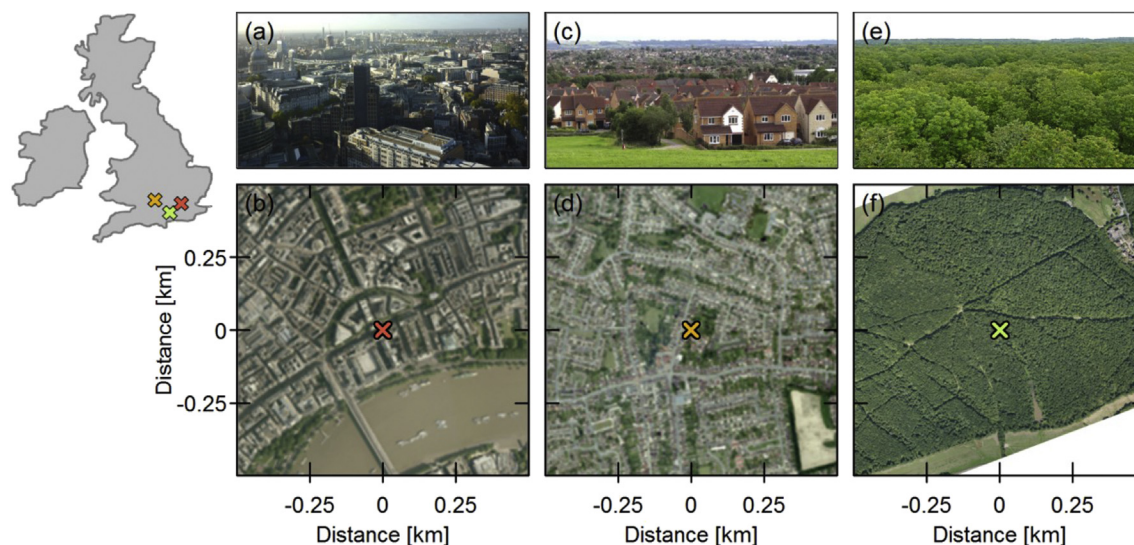 (a)
(c)
(e)
(b)
(d)
(f)
0.25
0
-0.25
Distance [km]
-0.25 0 0.25
-0.25 0 0.25
-0.25 0 0.25
Distance [km]
Distance [km]
Distance [km]